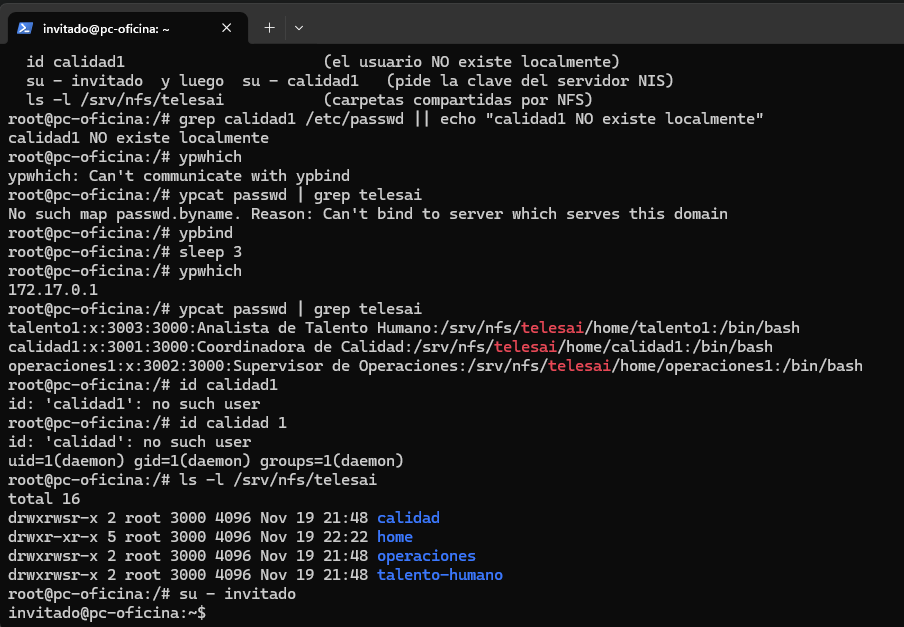 invitado@pc-oficina: ~
  id calidad1                      (el usuario NO existe localmente)
  su - invitado  y luego  su - calidad1   (pide la clave del servidor NIS)
  ls -l /srv/nfs/telesai           (carpetas compartidas por NFS)
root@pc-oficina:/# grep calidad1 /etc/passwd || echo "calidad1 NO existe localmente"
calidad1 NO existe localmente
root@pc-oficina:/# ypwhich
ypwhich: Can't communicate with ypbind
root@pc-oficina:/# ypcat passwd | grep telesai
No such map passwd.byname. Reason: Can't bind to server which serves this domain
root@pc-oficina:/# ypbind
root@pc-oficina:/# sleep 3
root@pc-oficina:/# ypwhich
172.17.0.1
root@pc-oficina:/# ypcat passwd | grep telesai
talento1:x:3003:3000:Analista de Talento Humano:/srv/nfs/telesai/home/talento1:/bin/bash
calidad1:x:3001:3000:Coordinadora de Calidad:/srv/nfs/telesai/home/calidad1:/bin/bash
operaciones1:x:3002:3000:Supervisor de Operaciones:/srv/nfs/telesai/home/operaciones1:/bin/bash
root@pc-oficina:/# id calidad1
id: 'calidad1': no such user
root@pc-oficina:/# id calidad 1
id: 'calidad': no such user
uid=1(daemon) gid=1(daemon) groups=1(daemon)
root@pc-oficina:/# ls -l /srv/nfs/telesai
total 16
drwxrwsr-x 2 root 3000 4096 Nov 19 21:48 calidad
drwxr-xr-x 5 root 3000 4096 Nov 19 22:22 home
drwxrwsr-x 2 root 3000 4096 Nov 19 21:48 operaciones
drwxrwsr-x 2 root 3000 4096 Nov 19 21:48 talento-humano
root@pc-oficina:/# su - invitado
invitado@pc-oficina:~$